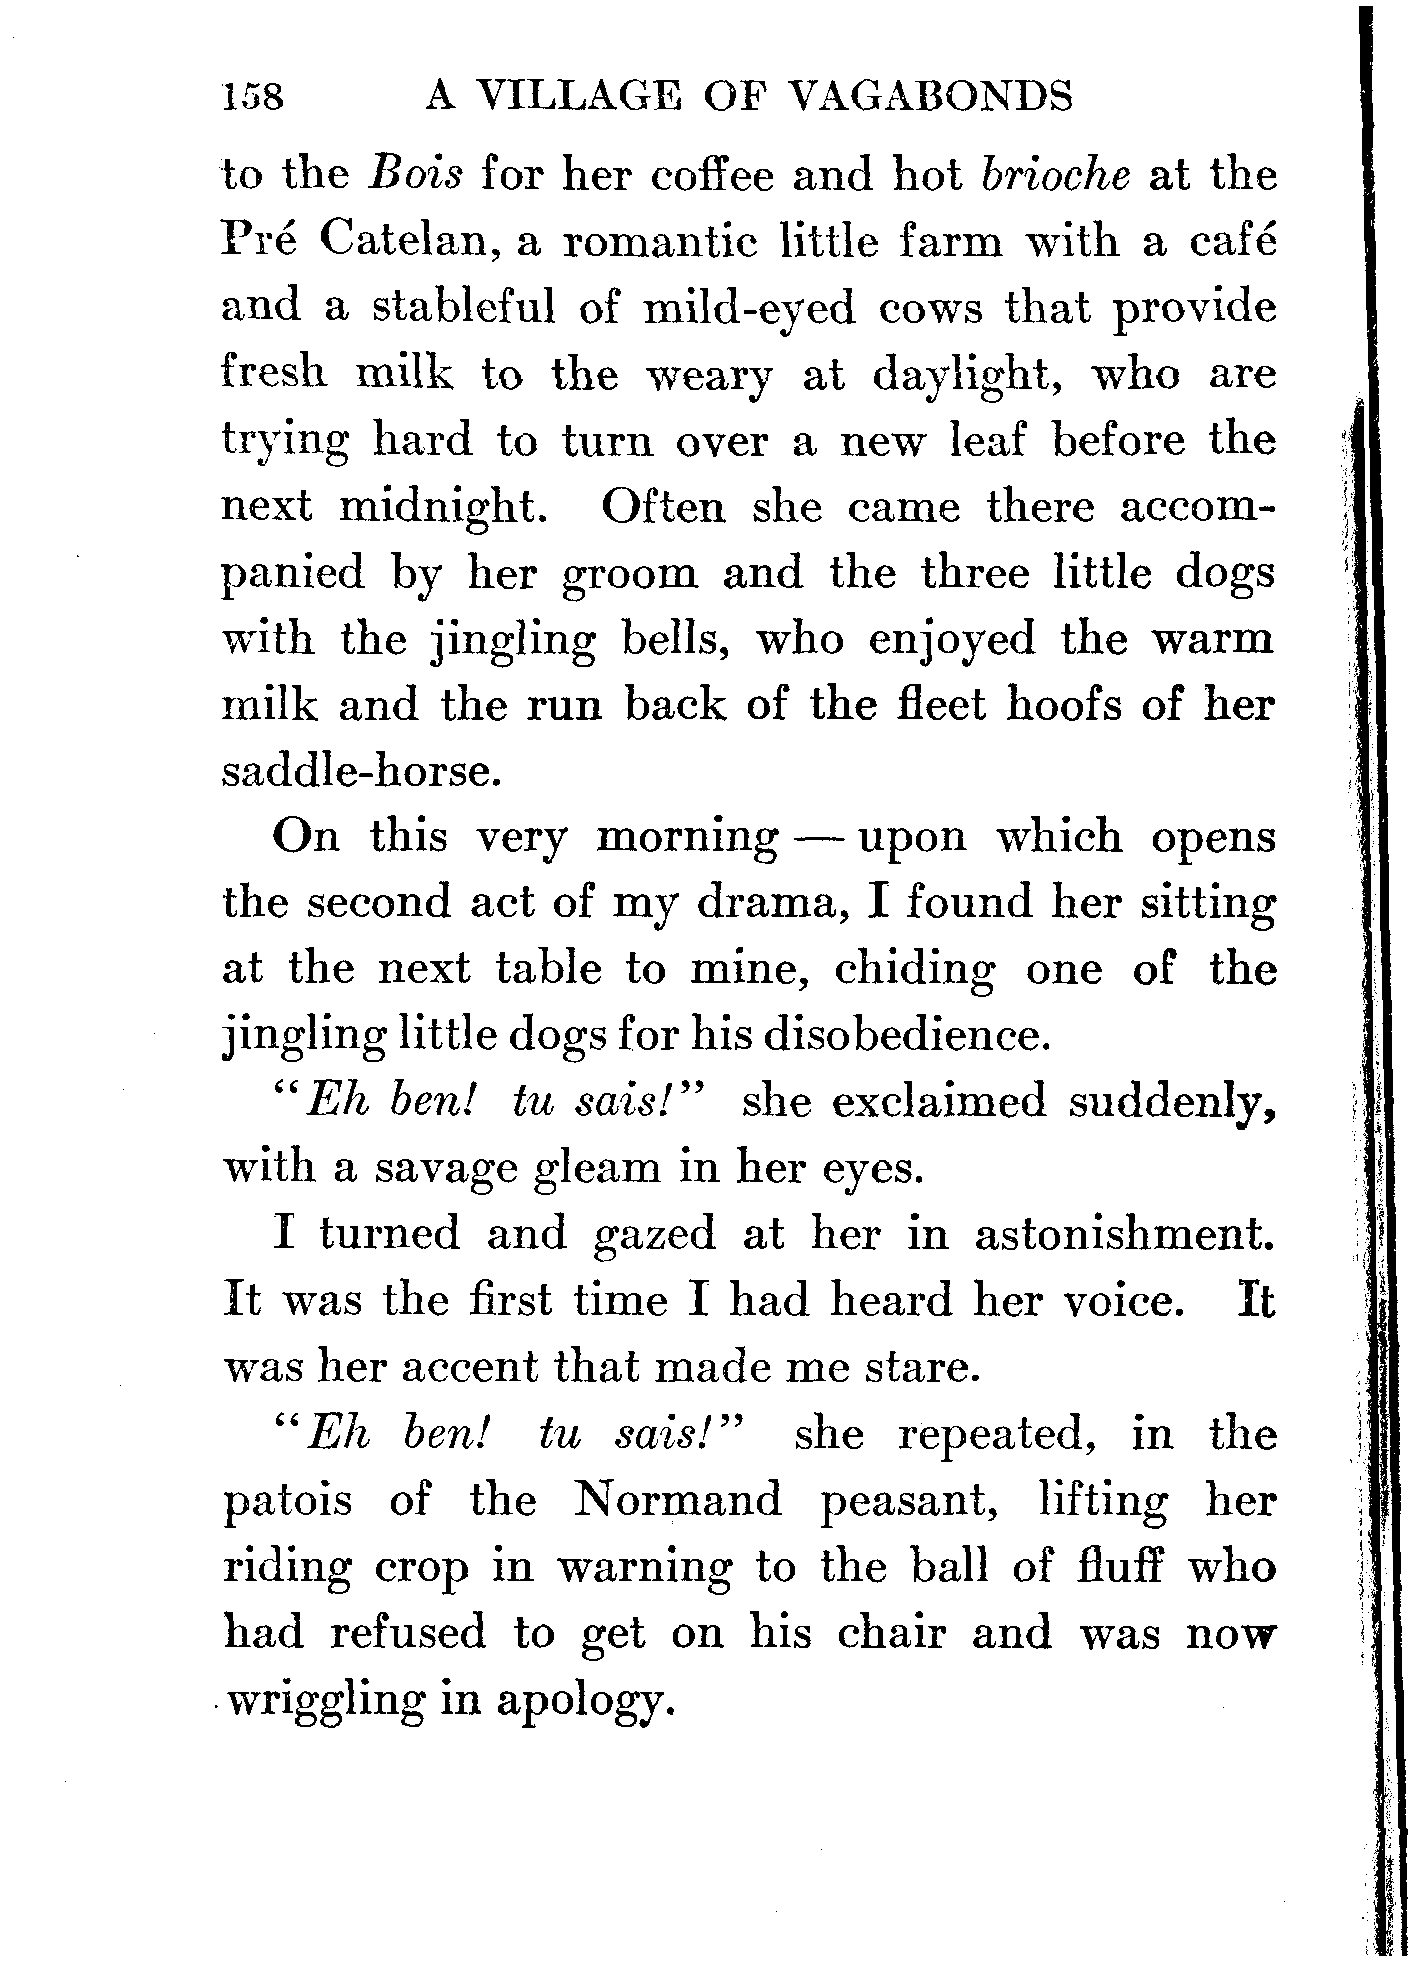 158 A VILLAGE OF VAGABONDS
to the Bois for her coffee and hot brioche at the
Pré Catelan, a romantic little farm with a café
and a stableful of mild-eyed cows that provide
fresh milk to the weary at daylight, who are
trying hard to turn over a new leaf before the
next midnight. Often she came there accom-
panied by her groom and the three little dogs
with the jingling bells, who enjoyed the warm
milk and the run back of the fleet hoofs of her
saddle-horse.
On this very morning — upon which opens
the second act of my drama, I found her sitting
at the next table to mine, chiding one of the
jingling little dogs for his disobedience.
"Eh ben! tu sais!" she exclaimed suddenly,
with a savage gleam in her eyes.
I turned and gazed at her in astonishment.
It was the first time I had heard her voice. It
was her accent that made me stare.
"Eh ben! tu sais!" she repeated, in the
patois of the Normand peasant, lifting her
riding crop in warning to the ball of fluff who
had refused to get on his chair and was now
wriggling in apology.